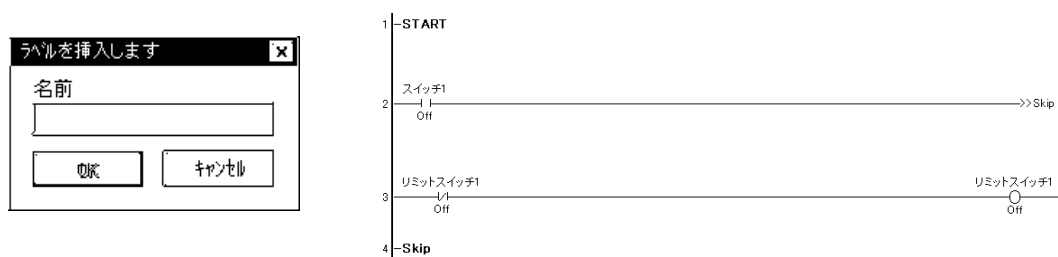 ラベルを挿入します
名前
OK
キャンセル
1 START
スイッチ1
2
Off
>>Skip
リミットスイッチ1
リミットスイッチ1
3
Off
Off
4 Skip